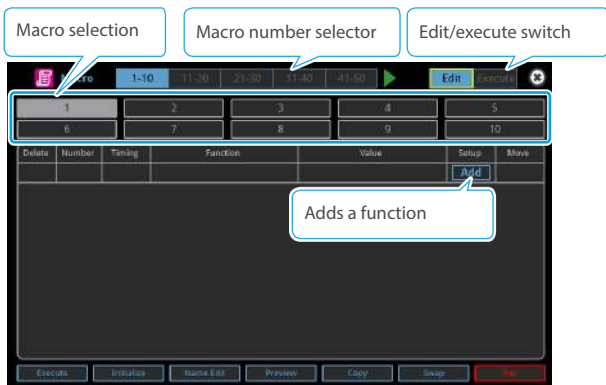 Macro selection
Macro number selector
Edit/execute switch
Macro 1-10 11-20 21-30 31-40 41-50 Edit Execute
1 2 3 4 5
6 7 8 9 10
Delete Number Timing Function Value Setup Move
Add
Adds a function
Execute Initialize Name Edit Preview Copy Swap